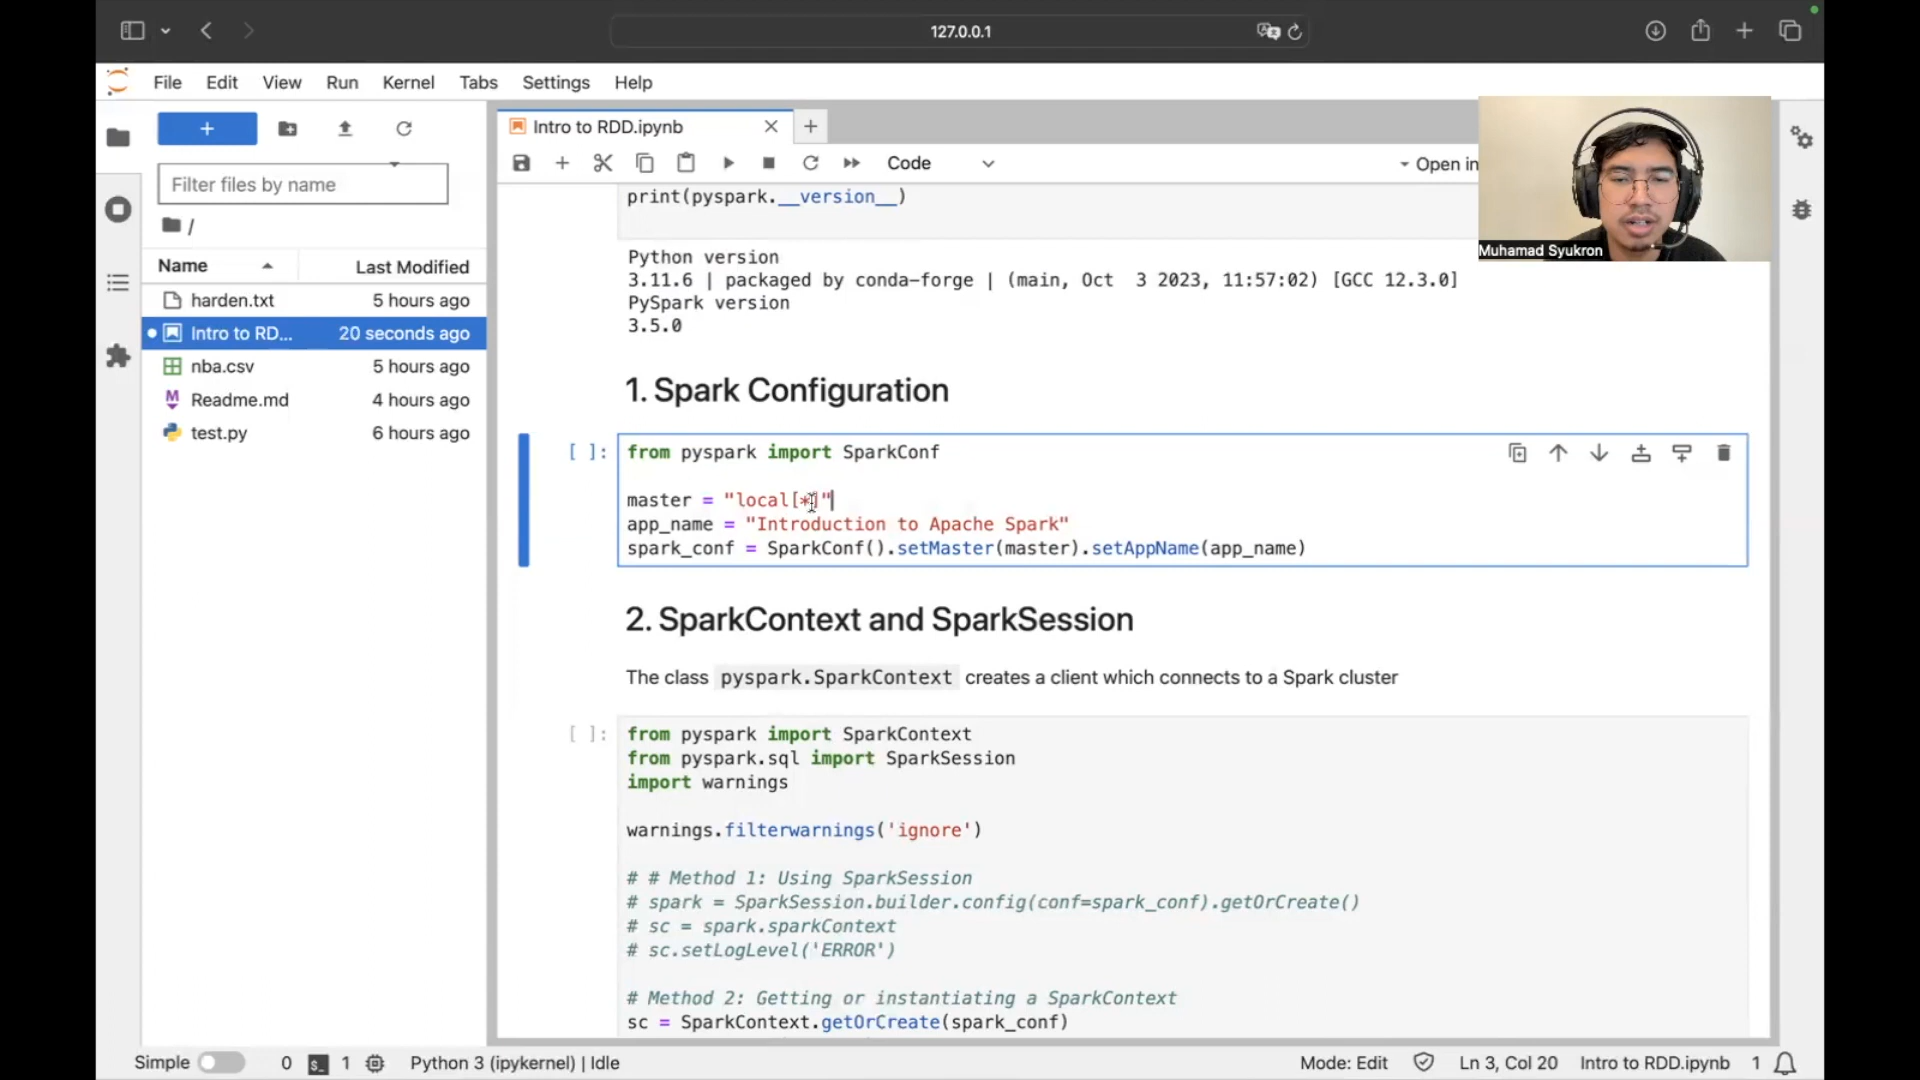 127.0.0.1
File Edit View Run Kernel Tabs Settings Help
Filter files by name
/
Name Last Modified
harden.txt 5 hours ago
Intro to RD... 20 seconds ago
nba.csv 5 hours ago
Readme.md 4 hours ago
test.py 6 hours ago
Intro to RDD.ipynb
Code
Open in
Muhamad Syukron
print(pyspark.__version__)
Python version
3.11.6 | packaged by conda-forge | (main, Oct  3 2023, 11:57:02) [GCC 12.3.0]
PySpark version
3.5.0
1. Spark Configuration
[ ]:
from pyspark import SparkConf
master = "local[*]"
app_name = "Introduction to Apache Spark"
spark_conf = SparkConf().setMaster(master).setAppName(app_name)
2. SparkContext and SparkSession
The class pyspark.SparkContext creates a client which connects to a Spark cluster
[ ]:
from pyspark import SparkContext
from pyspark.sql import SparkSession
import warnings
warnings.filterwarnings('ignore')
# # Method 1: Using SparkSession
# spark = SparkSession.builder.config(conf=spark_conf).getOrCreate()
# sc = spark.sparkContext
# sc.setLogLevel('ERROR')
# Method 2: Getting or instantiating a SparkContext
sc = SparkContext.getOrCreate(spark_conf)
Simple 0 1 Python 3 (ipykernel) | Idle Mode: Edit Ln 3, Col 20 Intro to RDD.ipynb 1